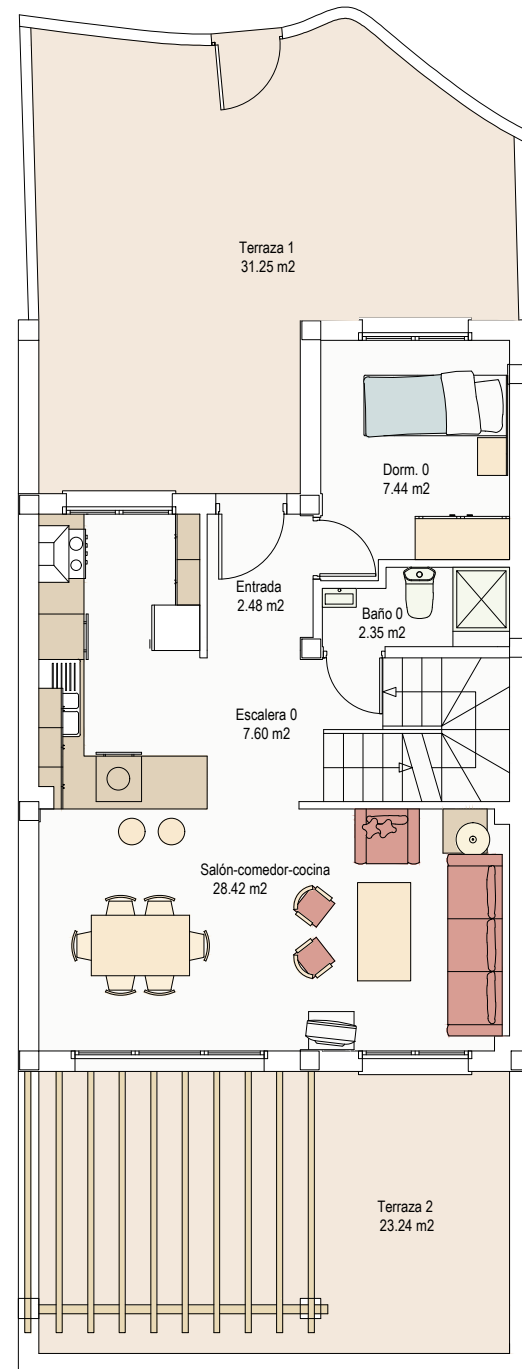 Terraza 1
31.25 m2
Dorm. 0
7.44 m2
Entrada
2.48 m2
Baño 0
2.35 m2
Escalera 0
7.60 m2
Salón-comedor-cocina
28.42 m2
Terraza 2
23.24 m2